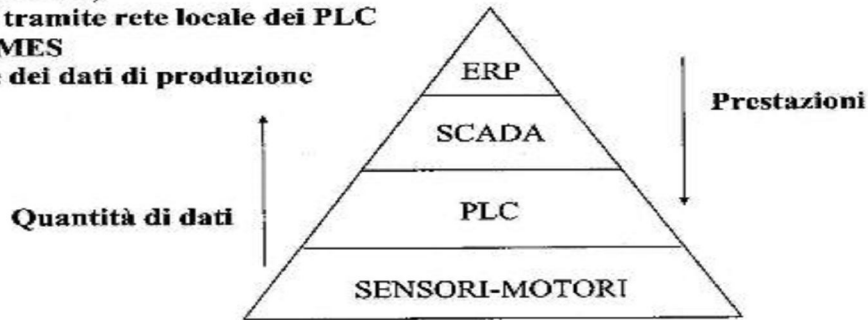 tramite rete locale dei PLC
MES
dei dati di produzione
ERP
Prestazioni
SCADA
Quantità di dati
PLC
SENSORI-MOTORI